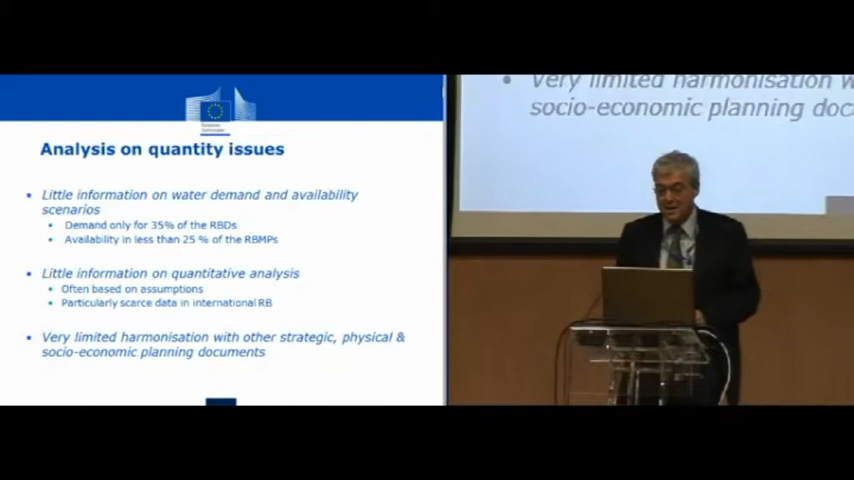 European
Commission
Analysis on quantity issues
• Little information on water demand and availability
scenarios
• Demand only for 35% of the RBDs
• Availability in less than 25 % of the RBMPs
• Little information on quantitative analysis
• Often based on assumptions
• Particularly scarce data in international RB
• Very limited harmonisation with other strategic, physical &
socio-economic planning documents
• Very limited harmonisation w
socio-economic planning doc